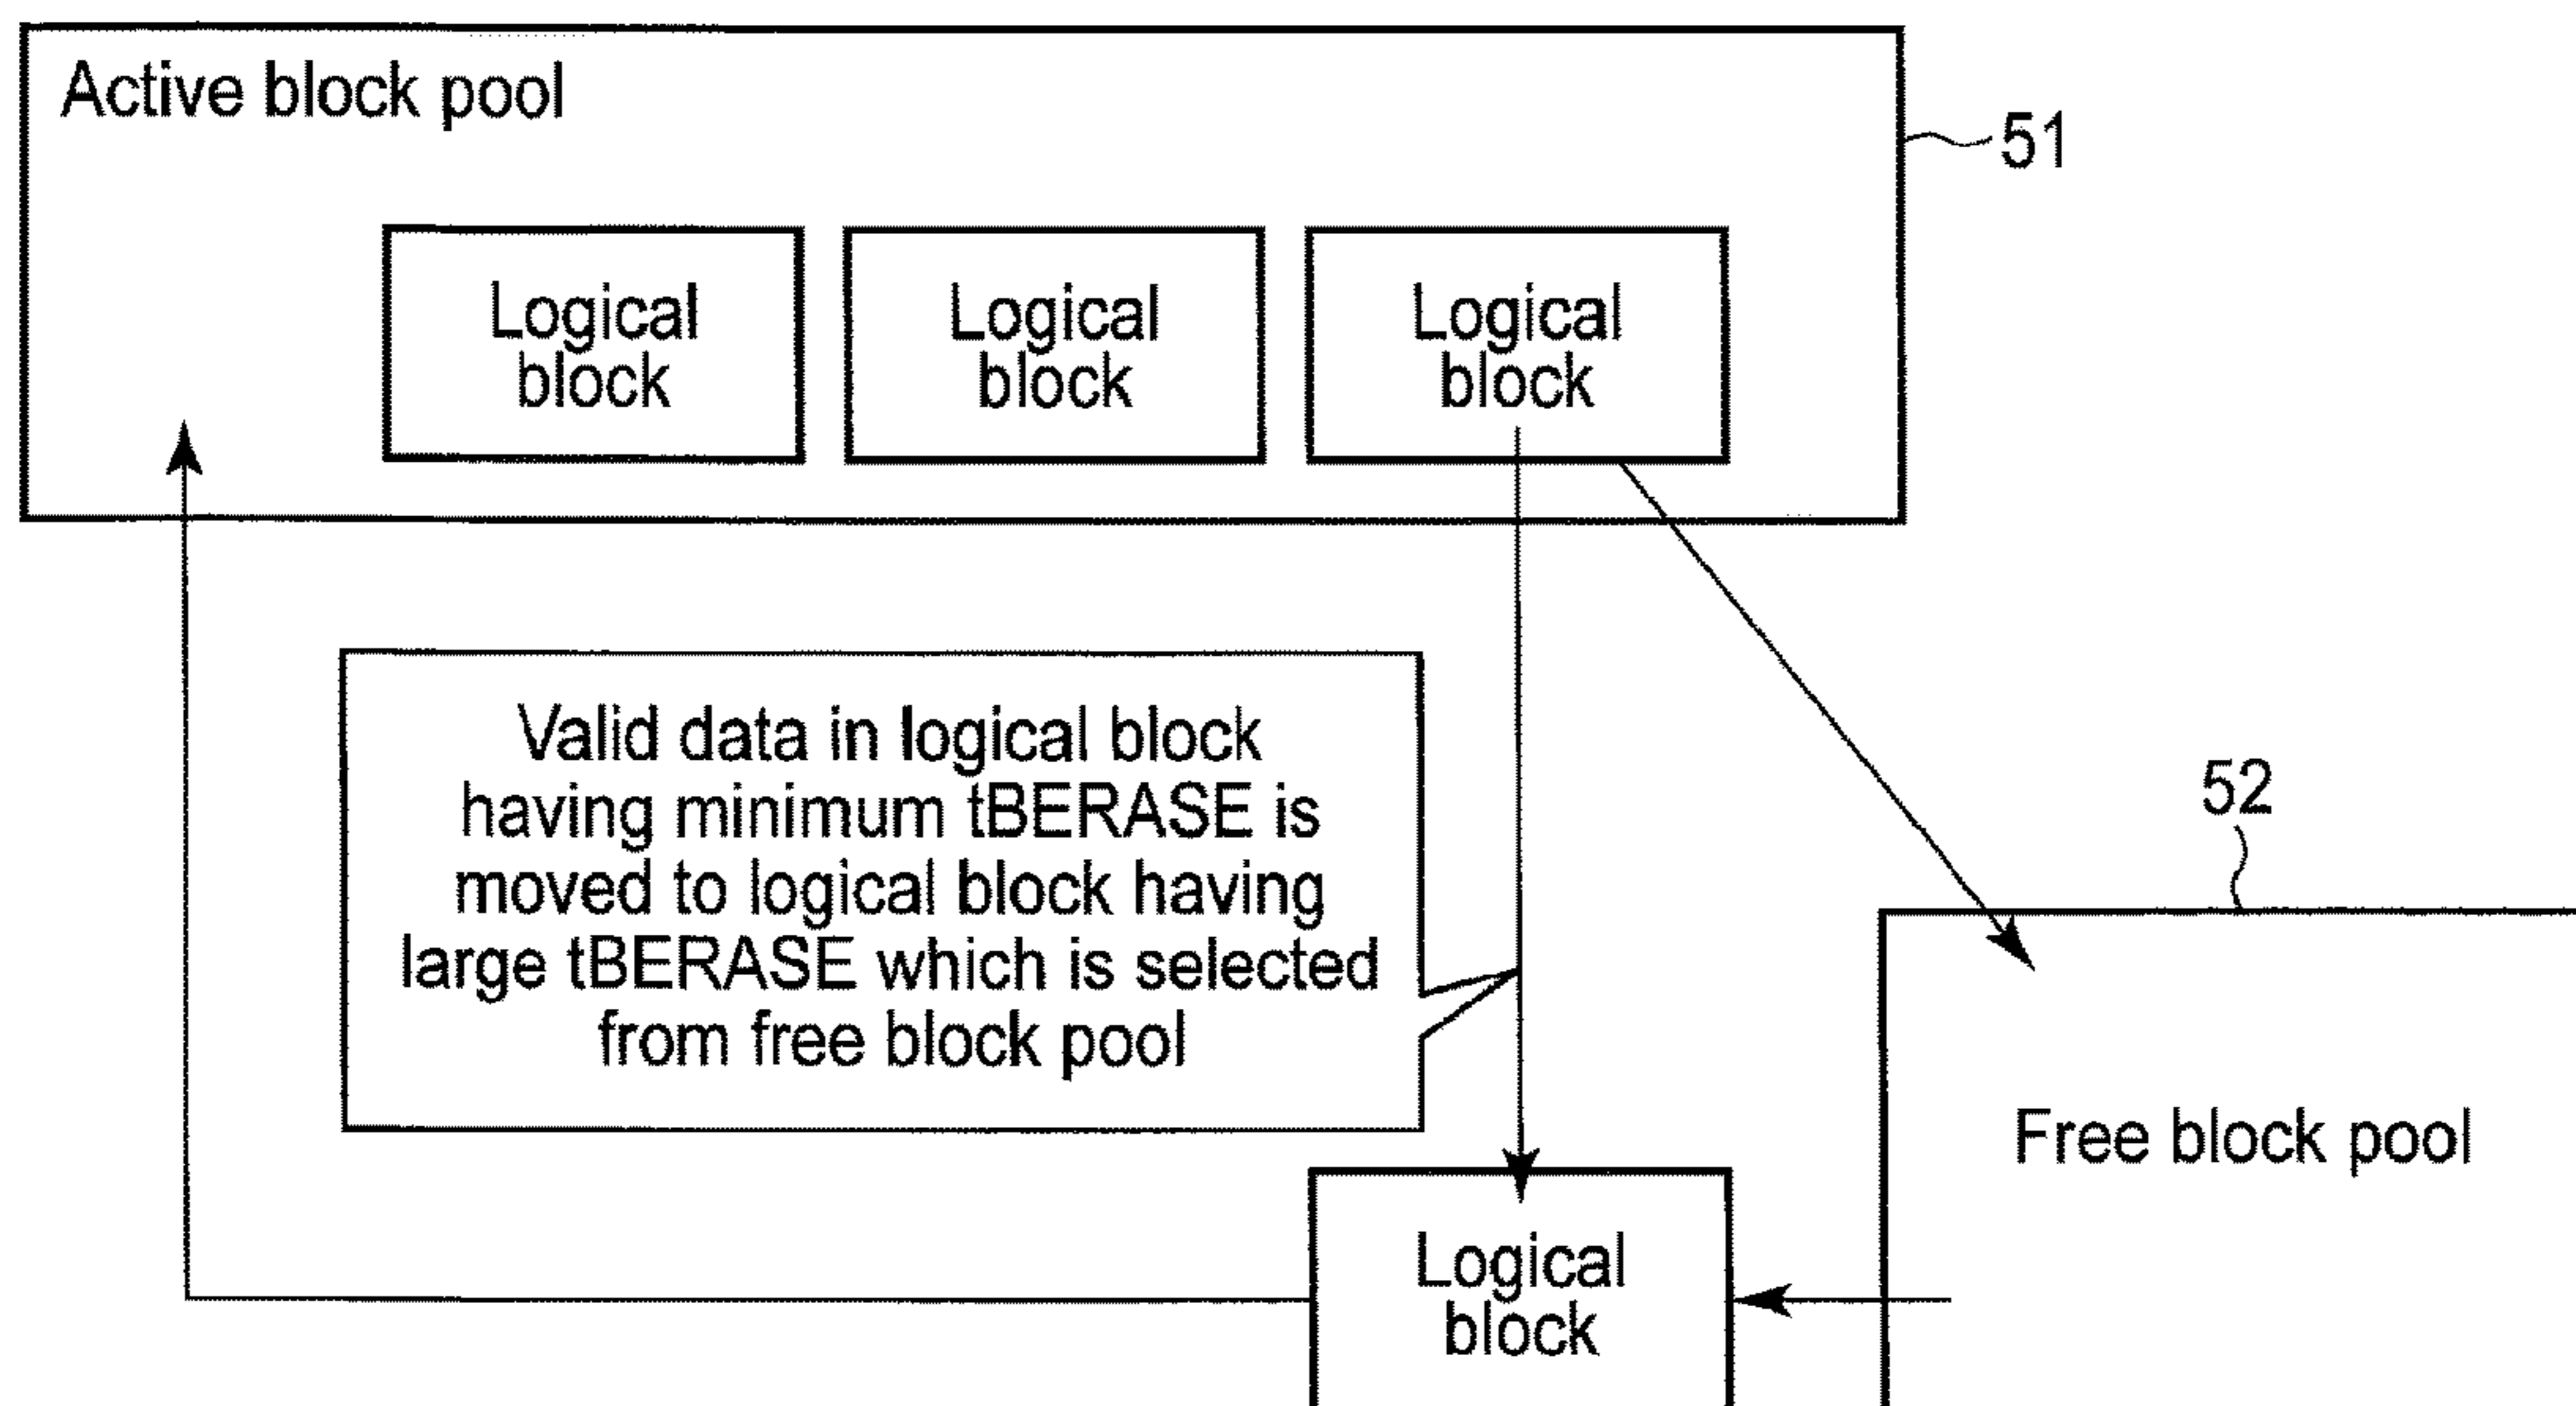 Active block pool
51
Logical
block
Logical
block
Logical
block
Valid data in logical block
having minimum tBERASE is
moved to logical block having
large tBERASE which is selected
from free block pool
52
Free block pool
Logical
block